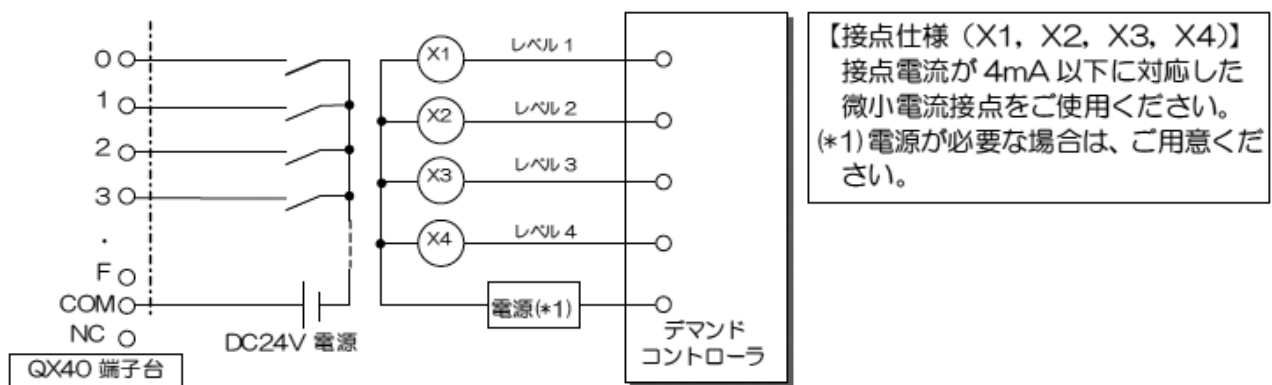 0
1
2
3
.
F
COM
NC
QX40 端子台
DC24V 電源
X1
レベル 1
X2
レベル 2
X3
レベル 3
X4
レベル 4
電源(*1)
デマンド
コントローラ
【接点仕様（X1，X2，X3，X4）】
接点電流が 4mA 以下に対応した
微小電流接点をご使用ください。
(*1) 電源が必要な場合は、ご用意くだ
さい。